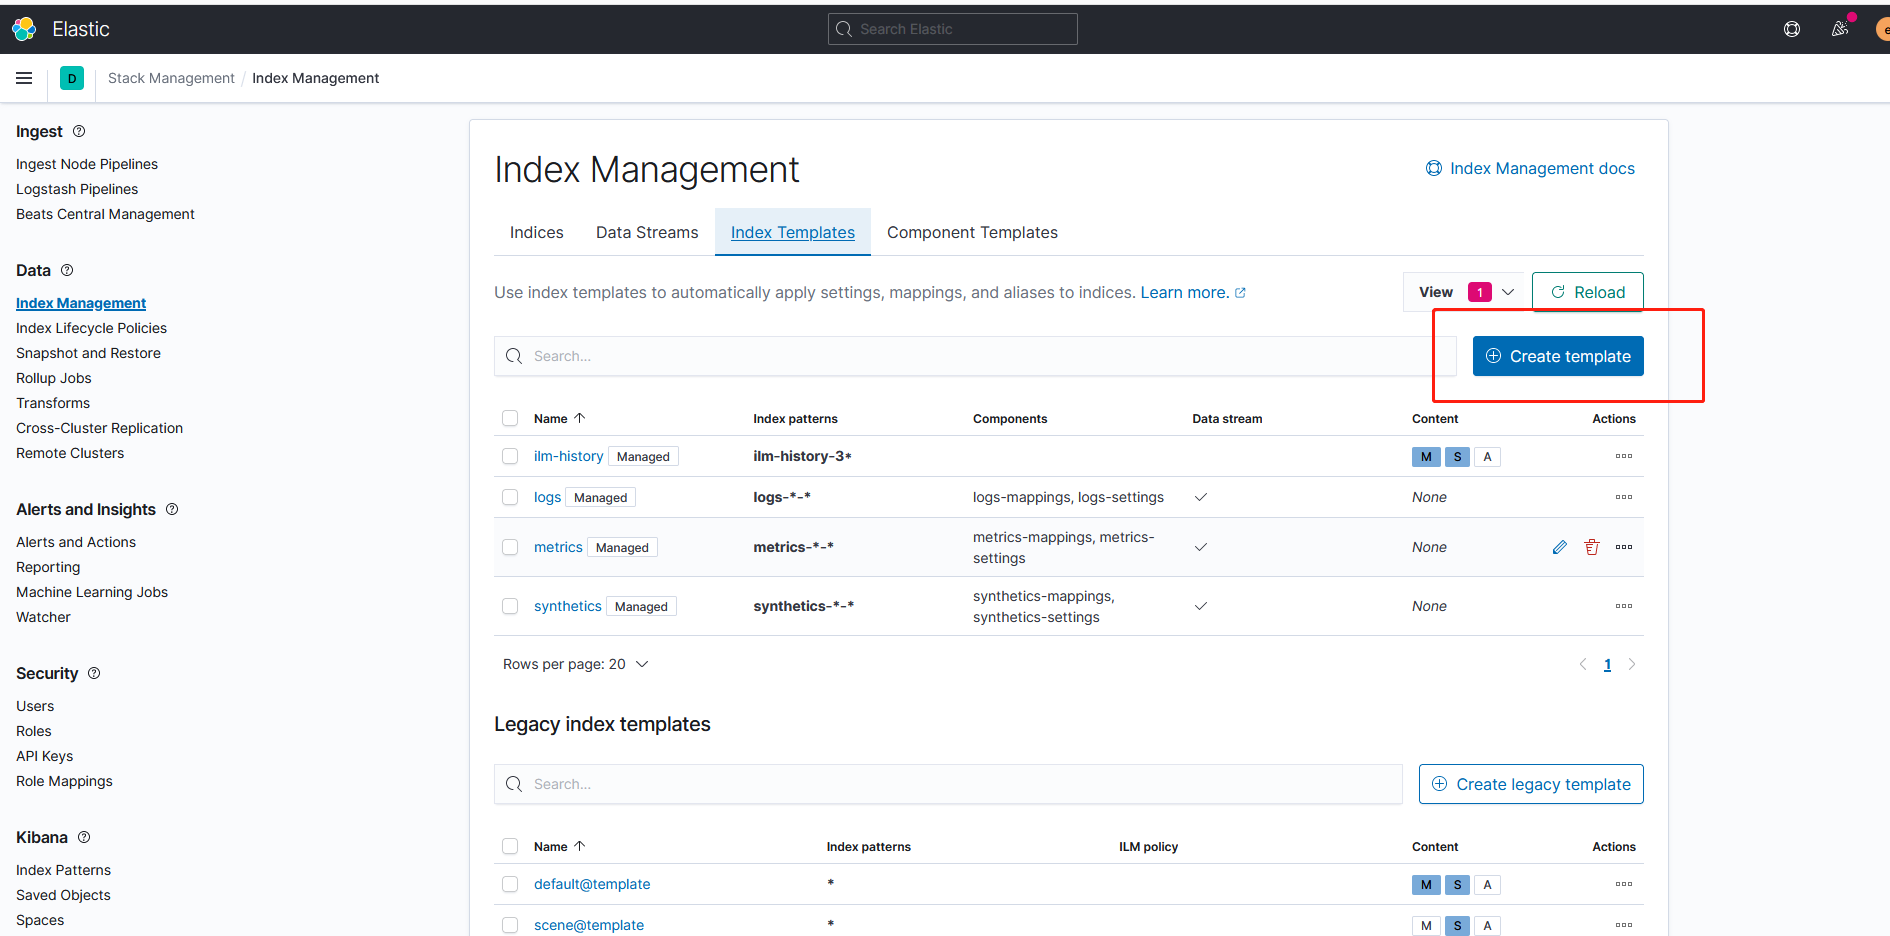 Elastic
Search Elastic
e
D
Stack Management / Index Management
Ingest
Ingest Node Pipelines
Logstash Pipelines
Beats Central Management
Data
Index Management
Index Lifecycle Policies
Snapshot and Restore
Rollup Jobs
Transforms
Cross-Cluster Replication
Remote Clusters
Alerts and Insights
Alerts and Actions
Reporting
Machine Learning Jobs
Watcher
Security
Users
Roles
API Keys
Role Mappings
Kibana
Index Patterns
Saved Objects
Spaces
Index Management
Index Management docs
Indices Data Streams Index Templates Component Templates
Use index templates to automatically apply settings, mappings, and aliases to indices. Learn more.
View 1
Reload
Search...
Create template
Name Index patterns Components Data stream Content Actions
ilm-history Managed ilm-history-3* M S A
logs Managed logs-*-* logs-mappings, logs-settings None
metrics Managed metrics-*-* metrics-mappings, metrics-
settings None
synthetics Managed synthetics-*-* synthetics-mappings,
synthetics-settings None
Rows per page: 20
1
Legacy index templates
Search...
Create legacy template
Name Index patterns ILM policy Content Actions
default@template * M S A
scene@template * M S A